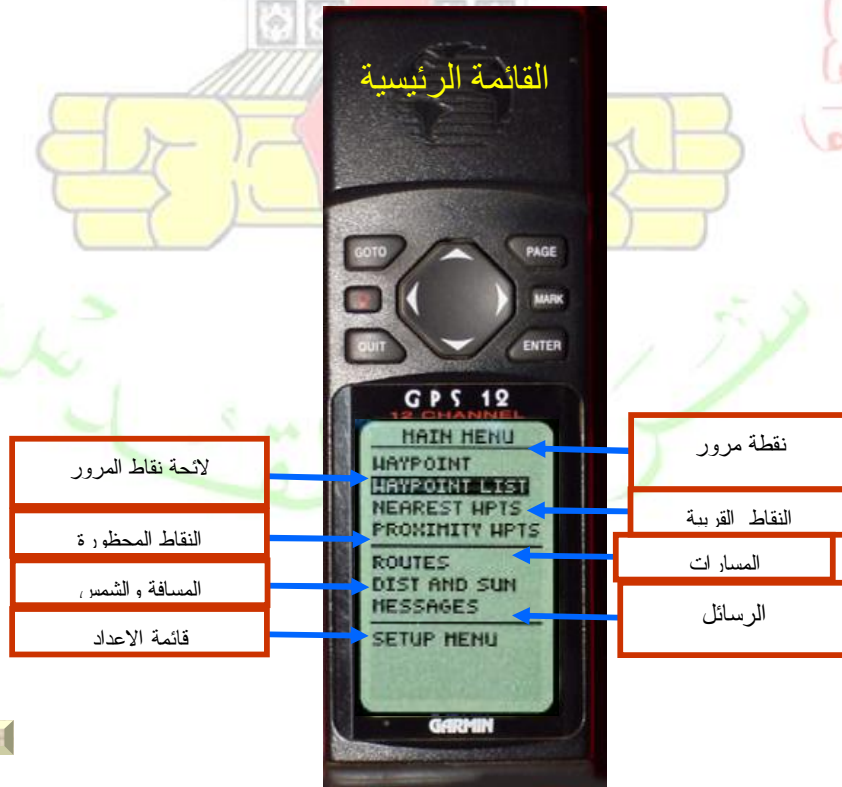 القائمة الرئيسية
GOTO
PAGE
MARK
QUIT
ENTER
GPS 12
12 CHANNEL
MAIN MENU
WAYPOINT
WAYPOINT LIST
NEAREST WPTS
PROXIMITY WPTS
ROUTES
DIST AND SUN
MESSAGES
SETUP MENU
GARMIN
نقطة مرور
لائحة نقاط المرور
النقاط القريبة
النقاط المحظورة
المسارات
المسافة والشمس
الرسائل
قائمة الاعداد